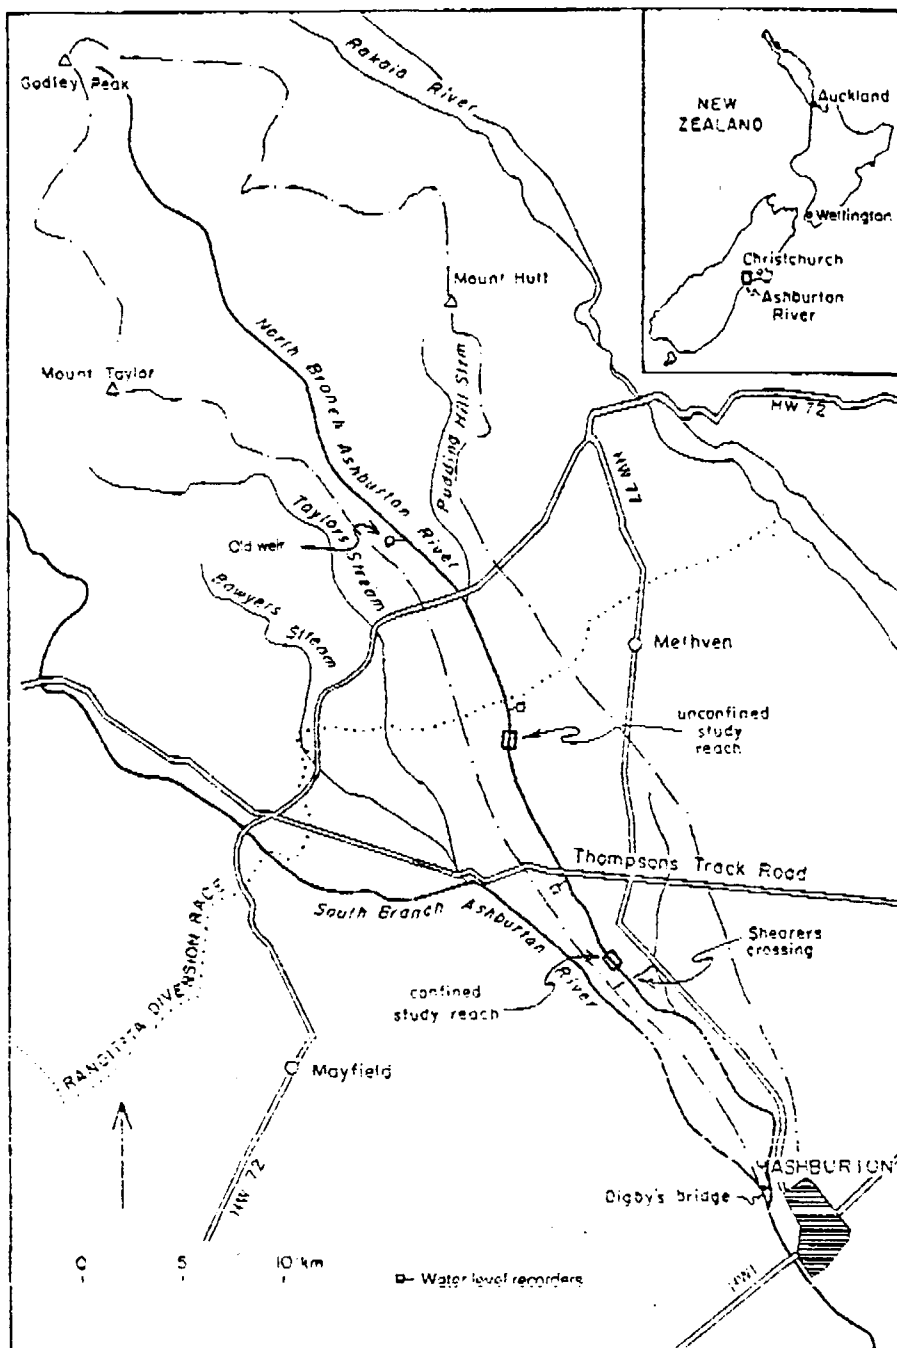 Godley Peak
Rakaia River
NEW
ZEALAND
Auckland
Wellington
Christchurch
Ashburton
River
Mount Hutt
Mount Taylor
North Branch Ashburton River
Pudding Hill Strm
HW 72
HW 77
Taylors Stream
Old weir
Bowyers Stream
Methven
unconfined
study
reach
Thompsons Track Road
South Branch Ashburton River
Shearers
crossing
confined
study reach
RANGITATA DIVERSION RACE
Mayfield
HW 72
ASHBURTON
Digby's bridge
HW1
0 5 10 km
Water level recorders